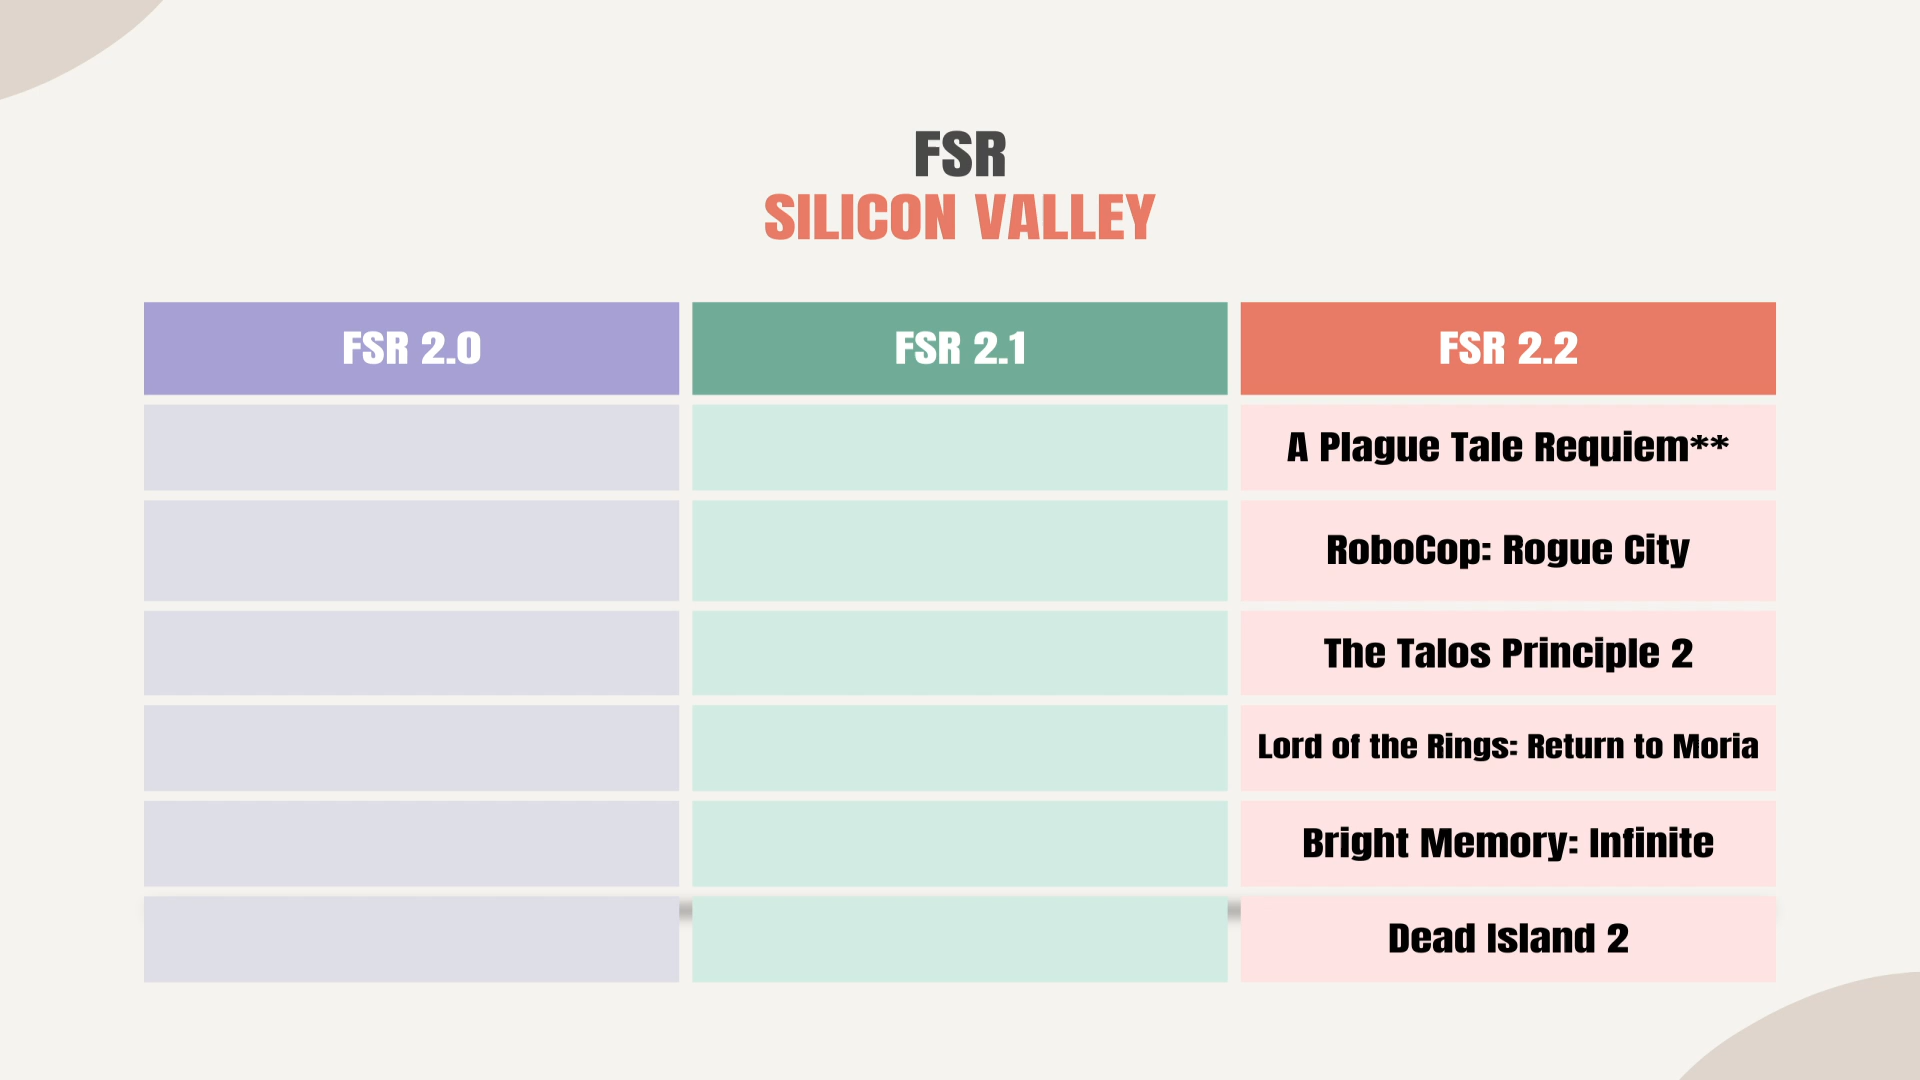 FSR
SILICON VALLEY
FSR 2.0
FSR 2.1
FSR 2.2
A Plague Tale Requiem**
RoboCop: Rogue City
The Talos Principle 2
Lord of the Rings: Return to Moria
Bright Memory: Infinite
Dead Island 2